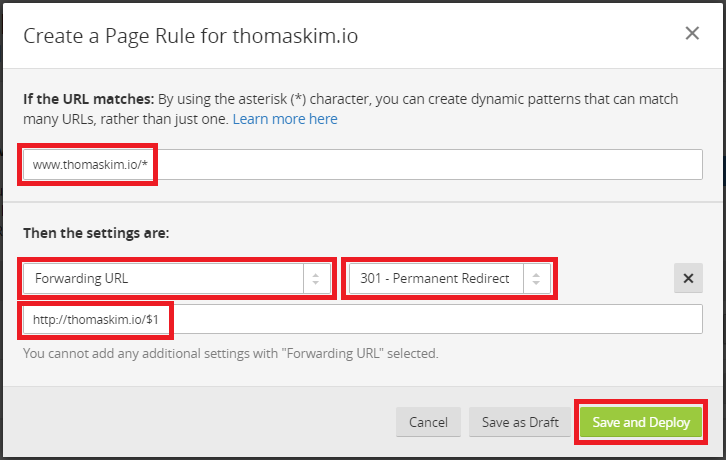 Create a Page Rule for thomaskim.io
×
If the URL matches: By using the asterisk (*) character, you can create dynamic patterns that can match
many URLs, rather than just one. Learn more here
www.thomaskim.io/*
Then the settings are:
Forwarding URL 301 - Permanent Redirect ×
http://thomaskim.io/$1
You cannot add any additional settings with "Forwarding URL" selected.
Cancel Save as Draft Save and Deploy